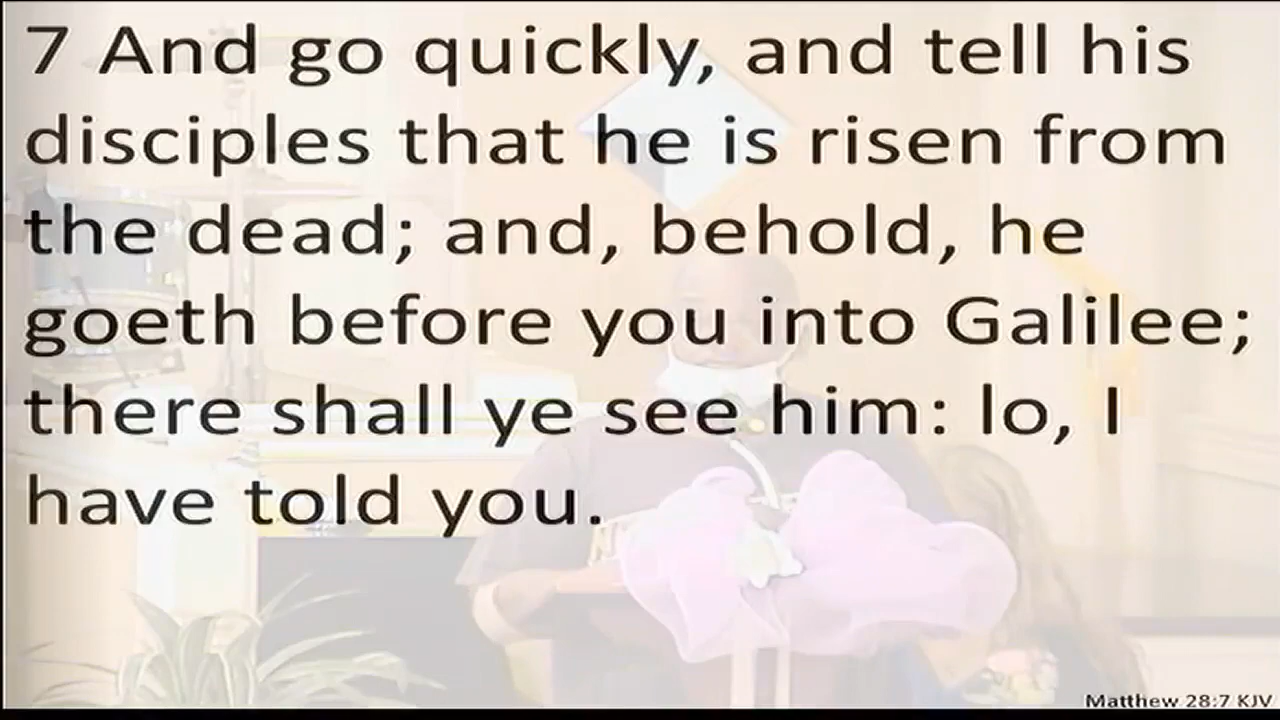 7 And go quickly, and tell his
disciples that he is risen from
the dead; and, behold, he
goeth before you into Galilee;
there shall ye see him: lo, I
have told you.
Matthew 28:7 KJV